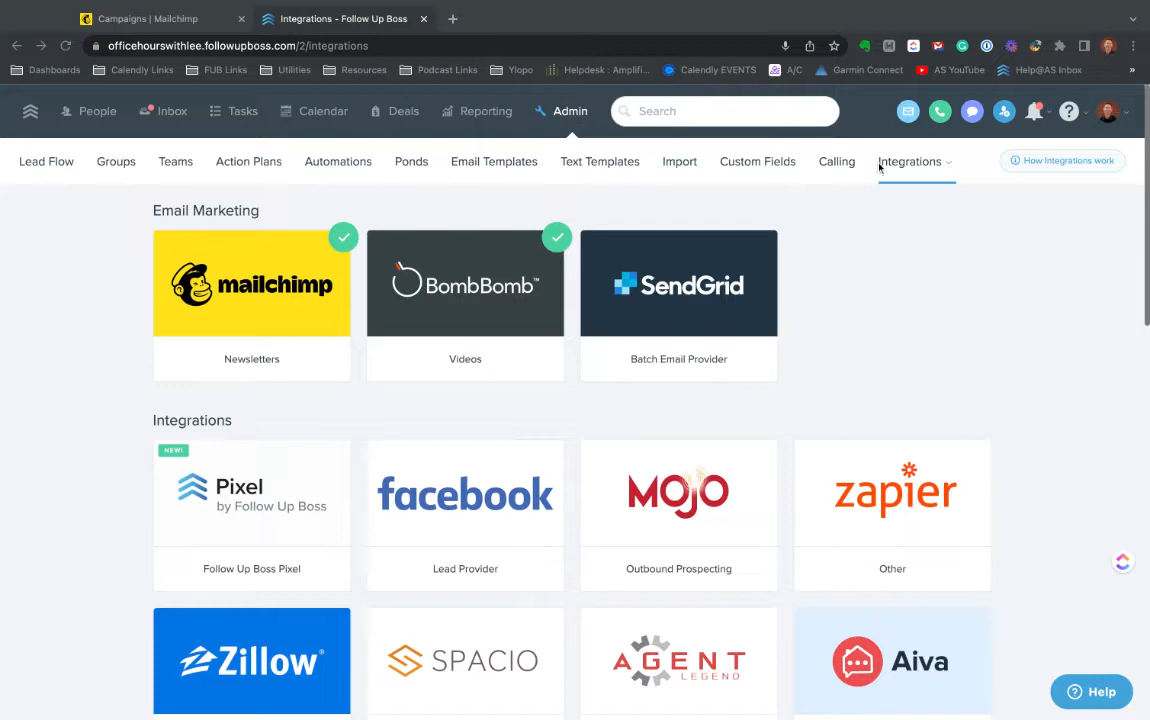 Campaigns | Mailchimp
Integrations - Follow Up Boss
officehourswithlee.followupboss.com/2/integrations
Dashboards Calendly Links FUB Links Utilities Resources Podcast Links Ylopo Helpdesk : Amplifi... Calendly EVENTS A/C Garmin Connect AS YouTube Help@AS Inbox »
People Inbox Tasks Calendar Deals Reporting Admin Search
Lead Flow Groups Teams Action Plans Automations Ponds Email Templates Text Templates Import Custom Fields Calling Integrations How Integrations work
Email Marketing
mailchimp
BombBomb™
SendGrid
Newsletters
Videos
Batch Email Provider
Integrations
NEW!
Pixel
by Follow Up Boss
facebook
MOJO
zapier
Follow Up Boss Pixel
Lead Provider
Outbound Prospecting
Other
Zillow®
SPACIO
AGENT
LEGEND
Aiva
Help